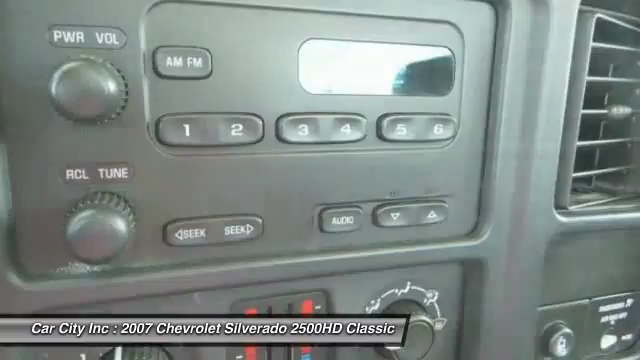 PWR VOL
AM FM
1 2 3 4 5 6
RCL TUNE
SEEK SEEK
AUDIO
Car City Inc : 2007 Chevrolet Silverado 2500HD Classic